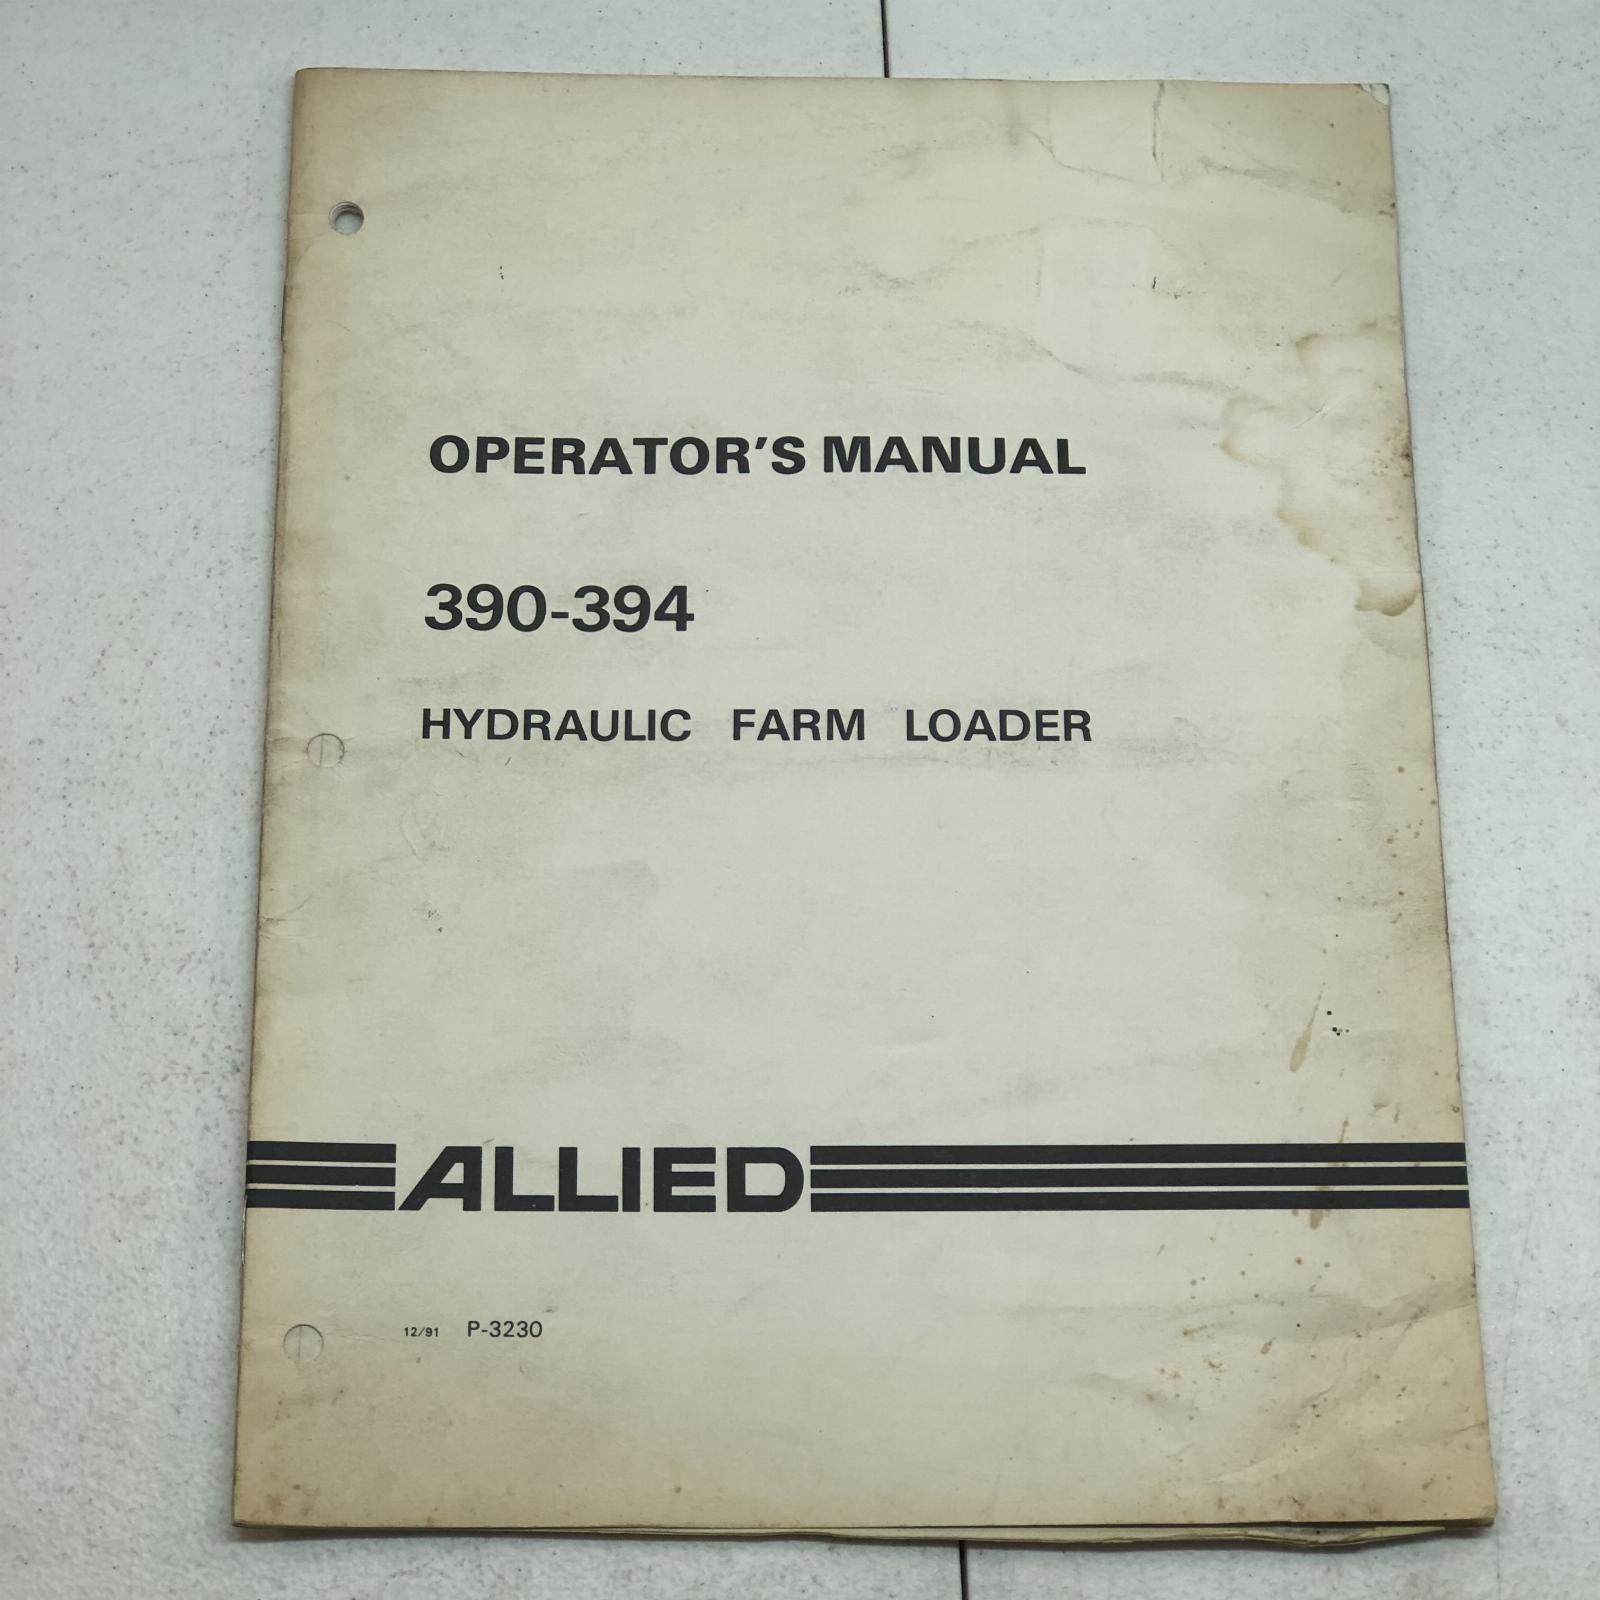 OPERATOR'S MANUAL
390-394
HYDRAULIC FARM LOADER
ALLIED
12/91 P-3230